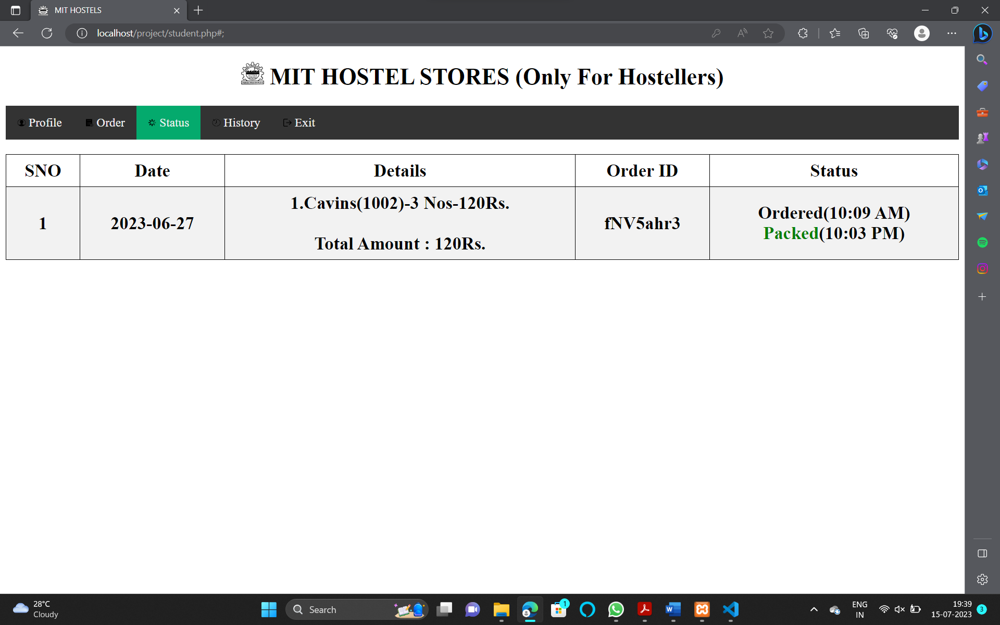 MIT HOSTELS
localhost/project/student.php#;
MIT HOSTEL STORES (Only For Hostellers)
Profile Order Status History Exit
SNO Date Details Order ID Status
1 2023-06-27 1.Cavins(1002)-3 Nos-120Rs.
Total Amount : 120Rs. fNV5ahr3 Ordered(10:09 AM)
Packed(10:03 PM)
28°C
Cloudy
Search
1
ENG
IN
19:39
15-07-2023
3